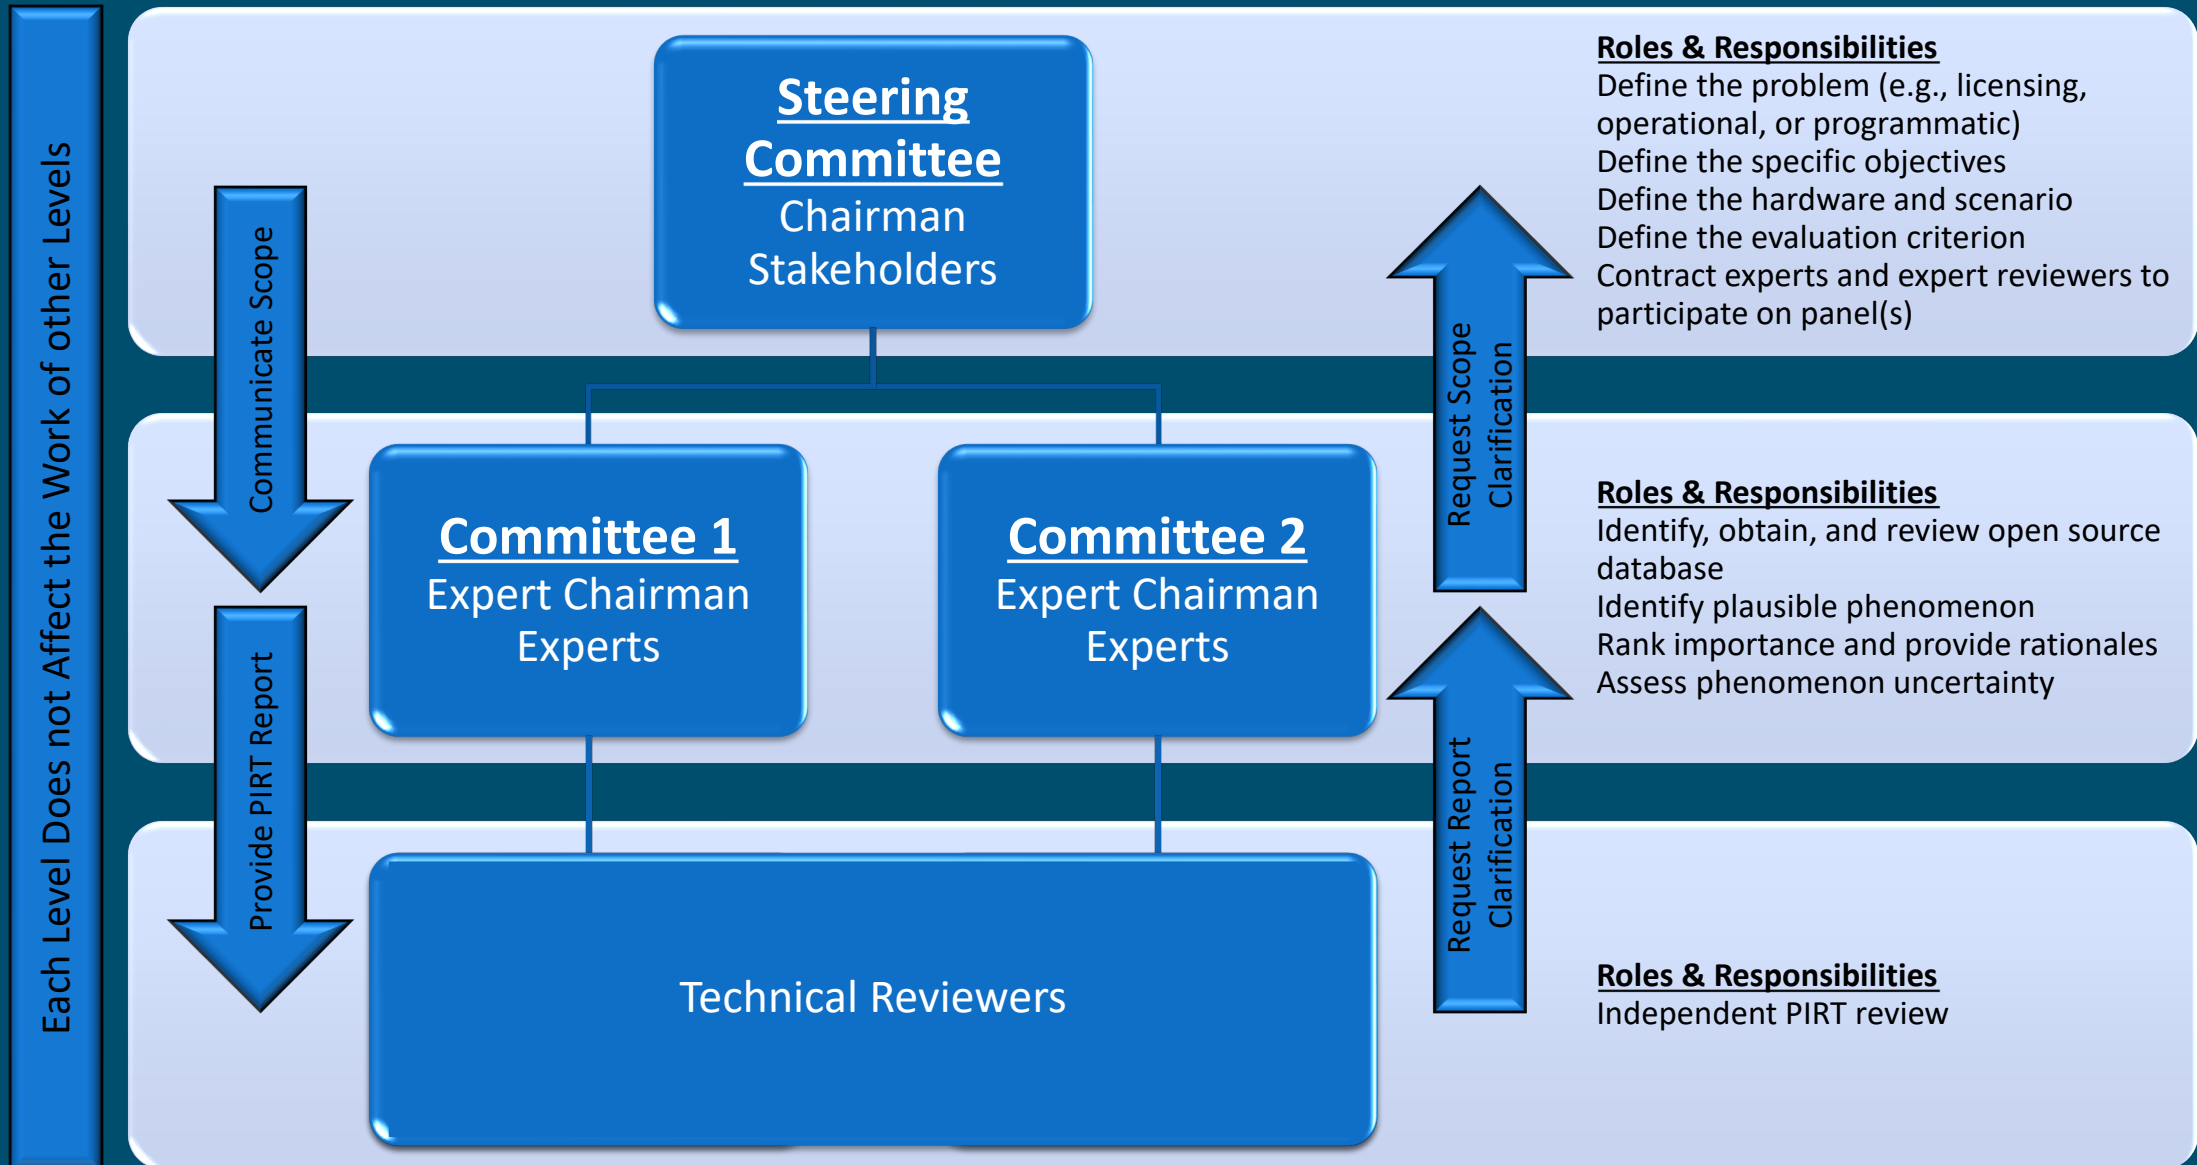 Each Level Does not Affect the Work of other Levels
Communicate Scope
Steering
Committee
Chairman
Stakeholders
Request Scope
Clarification
Roles & Responsibilities
Define the problem (e.g., licensing,
operational, or programmatic)
Define the specific objectives
Define the hardware and scenario
Define the evaluation criterion
Contract experts and expert reviewers to
participate on panel(s)
Committee 1
Expert Chairman
Experts
Committee 2
Expert Chairman
Experts
Roles & Responsibilities
Identify, obtain, and review open source
database
Identify plausible phenomenon
Rank importance and provide rationales
Assess phenomenon uncertainty
Provide PIRT Report
Request Report
Clarification
Technical Reviewers
Roles & Responsibilities
Independent PIRT review